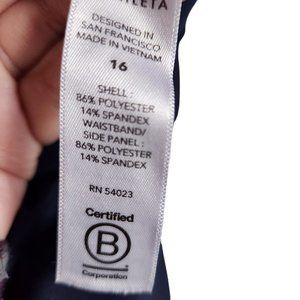 DESIGNED IN
SAN FRANCISCO
MADE IN VIETNAM
16
SHELL :
86% POLYESTER
14% SPANDEX
WAISTBAND/
SIDE PANEL :
86% POLYESTER
14% SPANDEX
RN 54023
Certified
B
Corporation